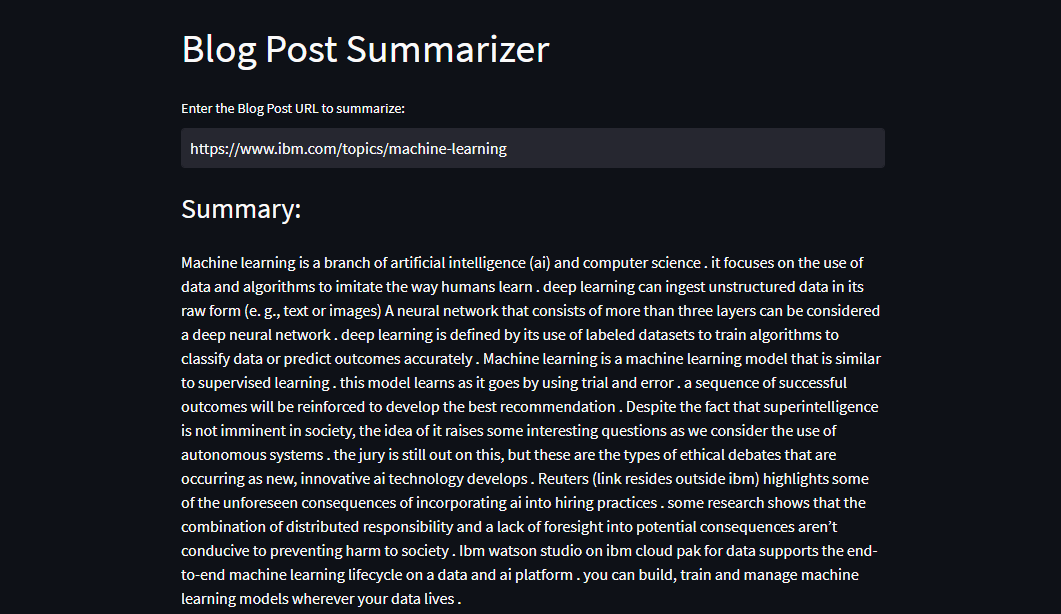 Blog Post Summarizer
Enter the Blog Post URL to summarize:
https://www.ibm.com/topics/machine-learning
Summary:
Machine learning is a branch of artificial intelligence (ai) and computer science . it focuses on the use of
data and algorithms to imitate the way humans learn . deep learning can ingest unstructured data in its
raw form (e. g., text or images) A neural network that consists of more than three layers can be considered
a deep neural network . deep learning is defined by its use of labeled datasets to train algorithms to
classify data or predict outcomes accurately . Machine learning is a machine learning model that is similar
to supervised learning . this model learns as it goes by using trial and error . a sequence of successful
outcomes will be reinforced to develop the best recommendation . Despite the fact that superintelligence
is not imminent in society, the idea of it raises some interesting questions as we consider the use of
autonomous systems . the jury is still out on this, but these are the types of ethical debates that are
occurring as new, innovative ai technology develops . Reuters (link resides outside ibm) highlights some
of the unforeseen consequences of incorporating ai into hiring practices . some research shows that the
combination of distributed responsibility and a lack of foresight into potential consequences aren’t
conducive to preventing harm to society . Ibm watson studio on ibm cloud pak for data supports the end-
to-end machine learning lifecycle on a data and ai platform . you can build, train and manage machine
learning models wherever your data lives .